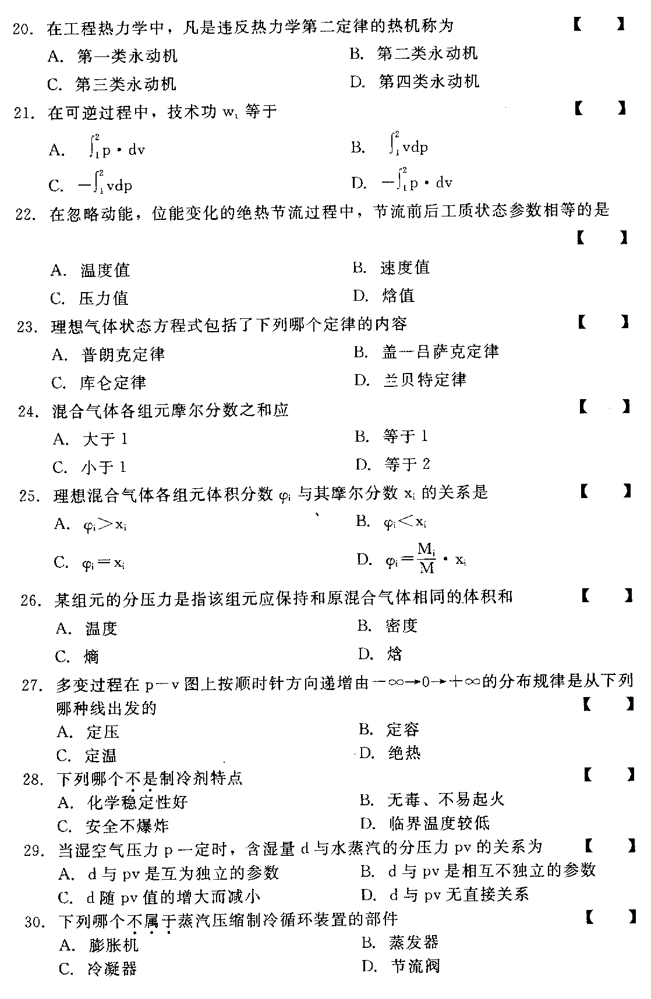 20. 在工程热力学中，凡是违反热力学第二定律的热机称为 【 】
A. 第一类永动机 B. 第二类永动机
C. 第三类永动机 D. 第四类永动机
21. 在可逆过程中，技术功 wₜ 等于 【 】
A. ∫₁²p·dv B. ∫₁²vdp
C. －∫₁²vdp D. －∫₁²p·dv
22. 在忽略动能，位能变化的绝热节流过程中，节流前后工质状态参数相等的是
【 】
A. 温度值 B. 速度值
C. 压力值 D. 焓值
23. 理想气体状态方程式包括了下列哪个定律的内容 【 】
A. 普朗克定律 B. 盖一吕萨克定律
C. 库仑定律 D. 兰贝特定律
24. 混合气体各组元摩尔分数之和应 【 】
A. 大于 1 B. 等于 1
C. 小于 1 D. 等于 2
25. 理想混合气体各组元体积分数 φᵢ 与其摩尔分数 xᵢ 的关系是 【 】
A. φᵢ＞xᵢ B. φᵢ＜xᵢ
C. φᵢ＝xᵢ D. φᵢ＝Mᵢ/M·xᵢ
26. 某组元的分压力是指该组元应保持和原混合气体相同的体积和 【 】
A. 温度 B. 密度
C. 熵 D. 焓
27. 多变过程在 p－v 图上按顺时针方向递增由－∞→0→＋∞的分布规律是从下列
哪种线出发的 【 】
A. 定压 B. 定容
C. 定温 D. 绝热
28. 下列哪个不是制冷剂特点 【 】
A. 化学稳定性好 B. 无毒、不易起火
C. 安全不爆炸 D. 临界温度较低
29. 当湿空气压力 p 一定时，含湿量 d 与水蒸汽的分压力 pv 的关系为 【 】
A. d 与 pv 是互为独立的参数 B. d 与 pv 是相互不独立的参数
C. d 随 pv 值的增大而减小 D. d 与 pv 无直接关系
30. 下列哪个不属于蒸汽压缩制冷循环装置的部件 【 】
A. 膨胀机 B. 蒸发器
C. 冷凝器 D. 节流阀